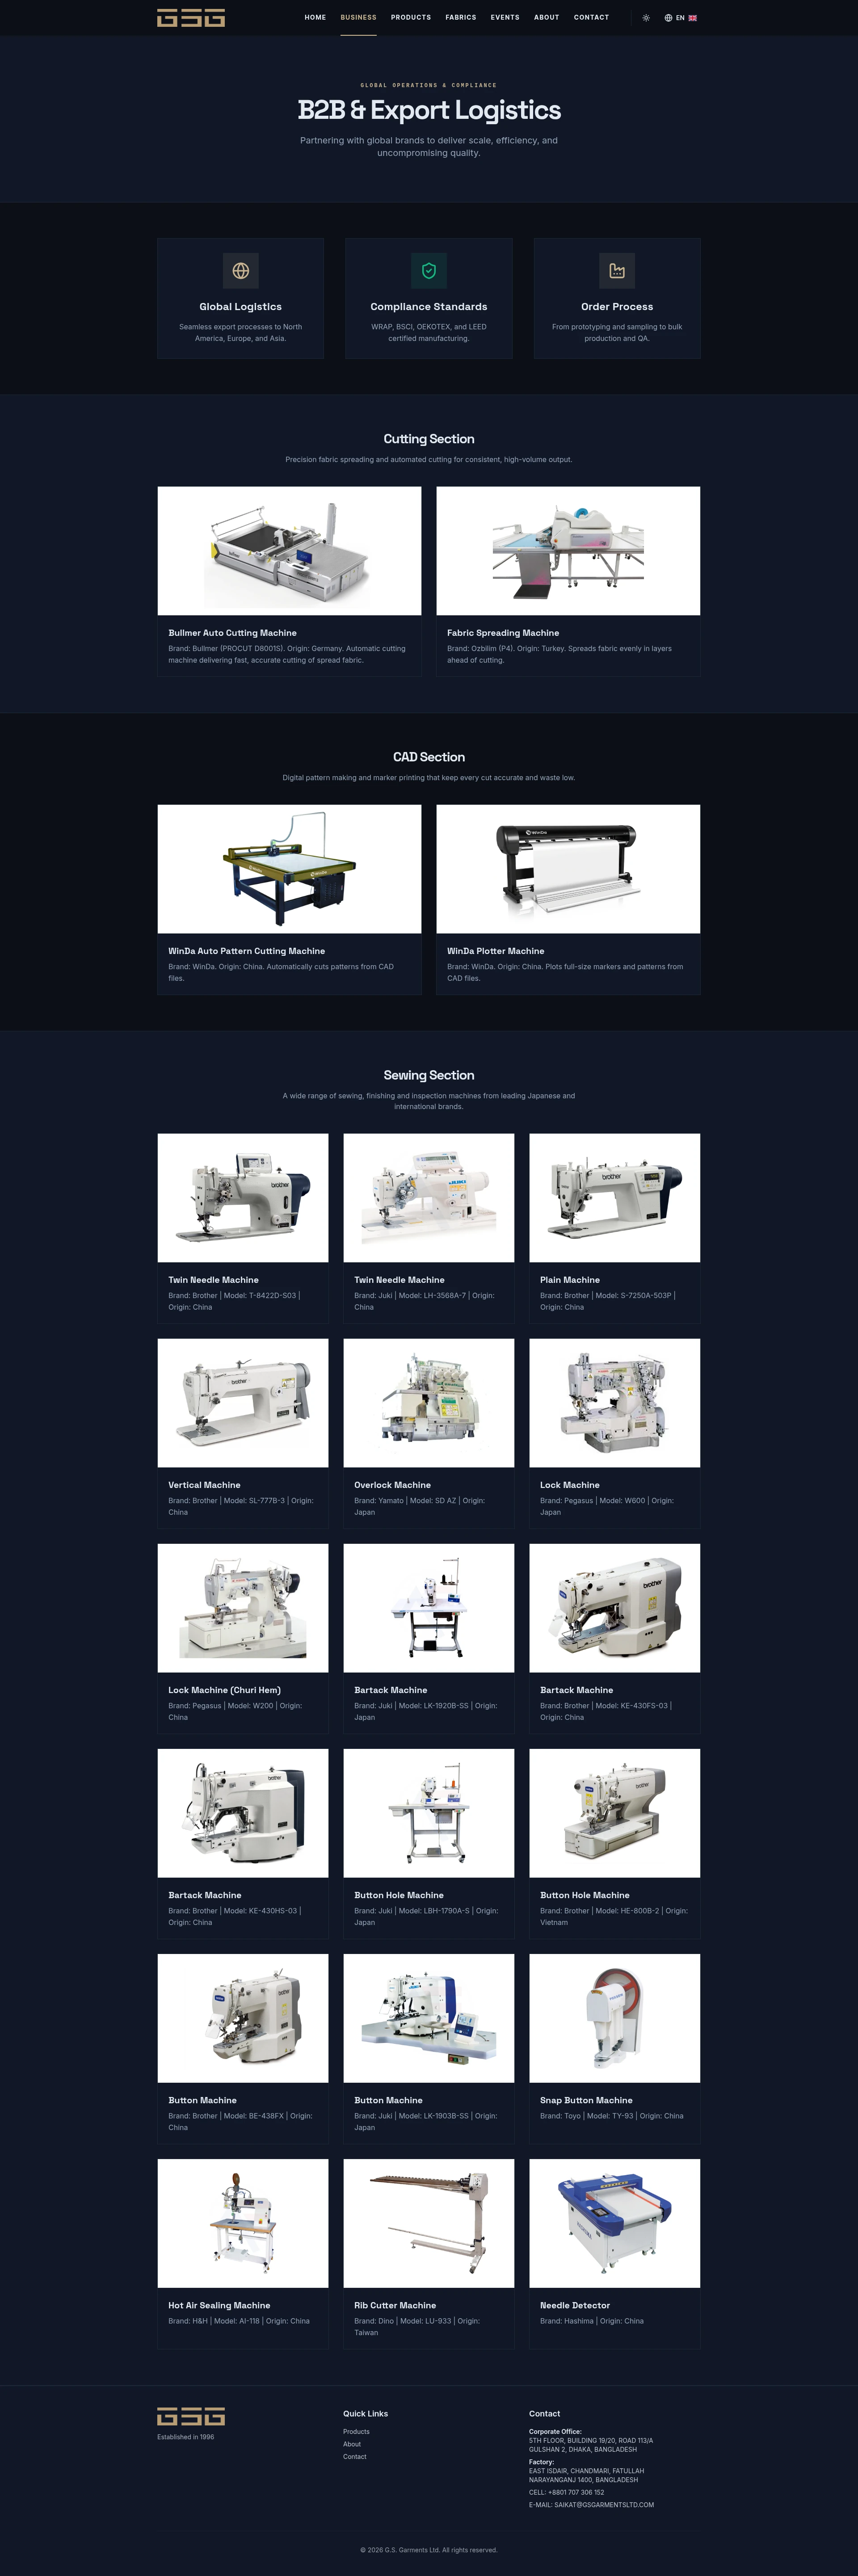 GSG
HOME BUSINESS PRODUCTS FABRICS EVENTS ABOUT CONTACT EN
GLOBAL OPERATIONS & COMPLIANCE
B2B & Export Logistics
Partnering with global brands to deliver scale, efficiency, and
uncompromising quality.
Global Logistics
Seamless export processes to North
America, Europe, and Asia.
Compliance Standards
WRAP, BSCI, OEKOTEX, and LEED
certified manufacturing.
Order Process
From prototyping and sampling to bulk
production and QA.
Cutting Section
Precision fabric spreading and automated cutting for consistent, high-volume output.
Bullmer Auto Cutting Machine
Brand: Bullmer (PROCUT D8001S). Origin: Germany. Automatic cutting
machine delivering fast, accurate cutting of spread fabric.
Fabric Spreading Machine
Brand: Ozbilim (P4). Origin: Turkey. Spreads fabric evenly in layers
ahead of cutting.
CAD Section
Digital pattern making and marker printing that keep every cut accurate and waste low.
WinDa
WinDa Auto Pattern Cutting Machine
Brand: WinDa. Origin: China. Automatically cuts patterns from CAD
files.
WinDa
WinDa Plotter Machine
Brand: WinDa. Origin: China. Plots full-size markers and patterns from
CAD files.
Sewing Section
A wide range of sewing, finishing and inspection machines from leading Japanese and
international brands.
brother
Twin Needle Machine
Brand: Brother | Model: T-8422D-S03 |
Origin: China
JUKI
Twin Needle Machine
Brand: Juki | Model: LH-3568A-7 | Origin:
China
brother
Plain Machine
Brand: Brother | Model: S-7250A-503P |
Origin: China
brother
Vertical Machine
Brand: Brother | Model: SL-777B-3 | Origin:
China
Overlock Machine
Brand: Yamato | Model: SD AZ | Origin:
Japan
Lock Machine
Brand: Pegasus | Model: W600 | Origin:
Japan
Lock Machine (Churi Hem)
Brand: Pegasus | Model: W200 | Origin:
China
Bartack Machine
Brand: Juki | Model: LK-1920B-SS | Origin:
Japan
brother
Bartack Machine
Brand: Brother | Model: KE-430FS-03 |
Origin: China
brother
Bartack Machine
Brand: Brother | Model: KE-430HS-03 |
Origin: China
Button Hole Machine
Brand: Juki | Model: LBH-1790A-S | Origin:
Japan
brother
Button Hole Machine
Brand: Brother | Model: HE-800B-2 | Origin:
Vietnam
brother
Button Machine
Brand: Brother | Model: BE-438FX | Origin:
China
JUKI
Button Machine
Brand: Juki | Model: LK-1903B-SS | Origin:
Japan
Snap Button Machine
Brand: Toyo | Model: TY-93 | Origin: China
Hot Air Sealing Machine
Brand: H&H | Model: AI-118 | Origin: China
Rib Cutter Machine
Brand: Dino | Model: LU-933 | Origin:
Taiwan
Needle Detector
Brand: Hashima | Origin: China
GSG
Established in 1996
Quick Links
Products
About
Contact
Contact
Corporate Office:
5TH FLOOR, BUILDING 19/20, ROAD 113/A
GULSHAN 2, DHAKA, BANGLADESH
Factory:
EAST ISDAIR, CHANDMARI, FATULLAH
NARAYANGANJ 1400, BANGLADESH
CELL: +8801 707 306 152
E-MAIL: SAIKAT@GSGARMENTSLTD.COM
© 2026 G.S. Garments Ltd. All rights reserved.